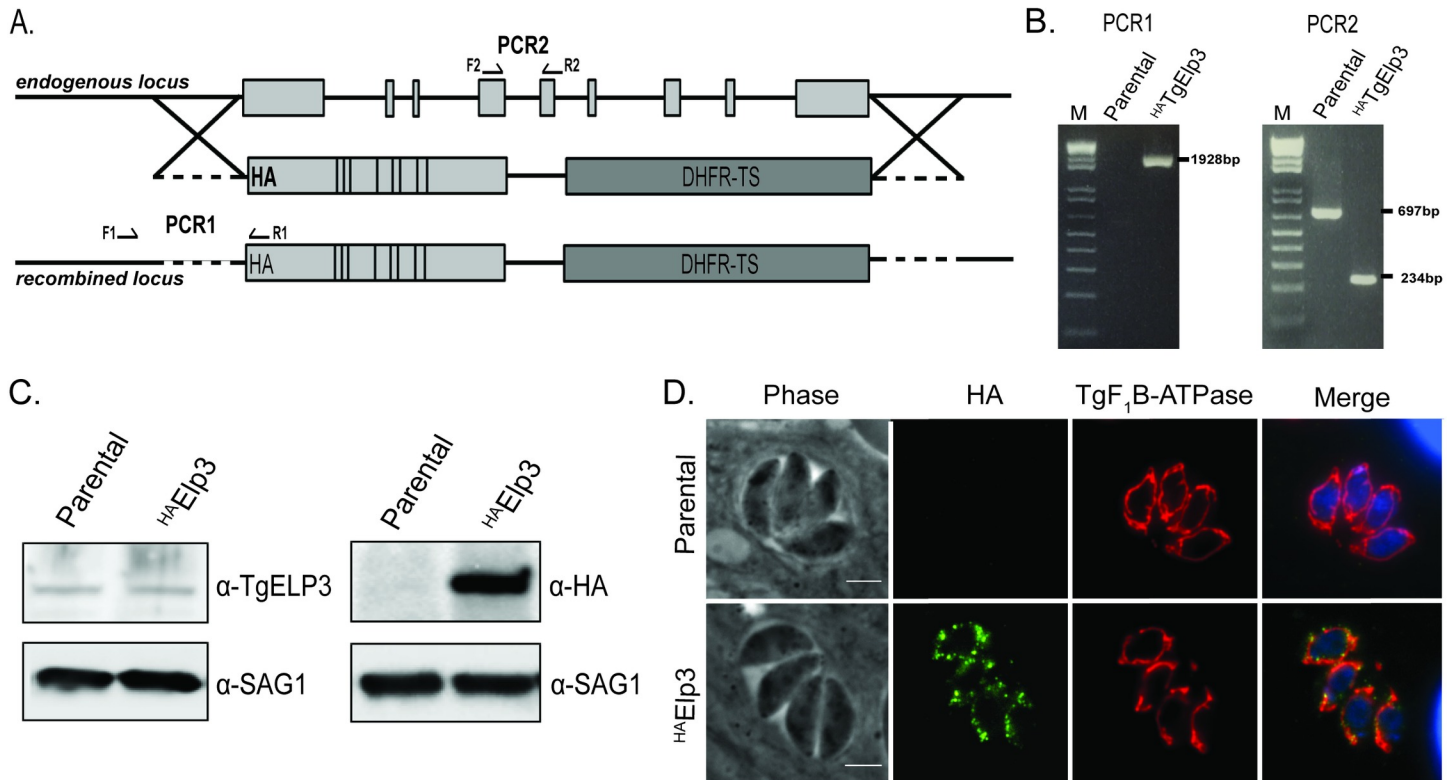 A.
PCR2
F2
R2
endogenous locus
HA
DHFR-TS
PCR1
F1
R1
HA
DHFR-TS
recombined locus
B.
PCR1
PCR2
M
Parental
HATgElp3
1928bp
M
Parental
HATgElp3
697bp
234bp
C.
Parental
HAElp3
α-TgELP3
α-SAG1
Parental
HAElp3
α-HA
α-SAG1
D.
Phase
HA
TgF1B-ATPase
Merge
Parental
HAElp3